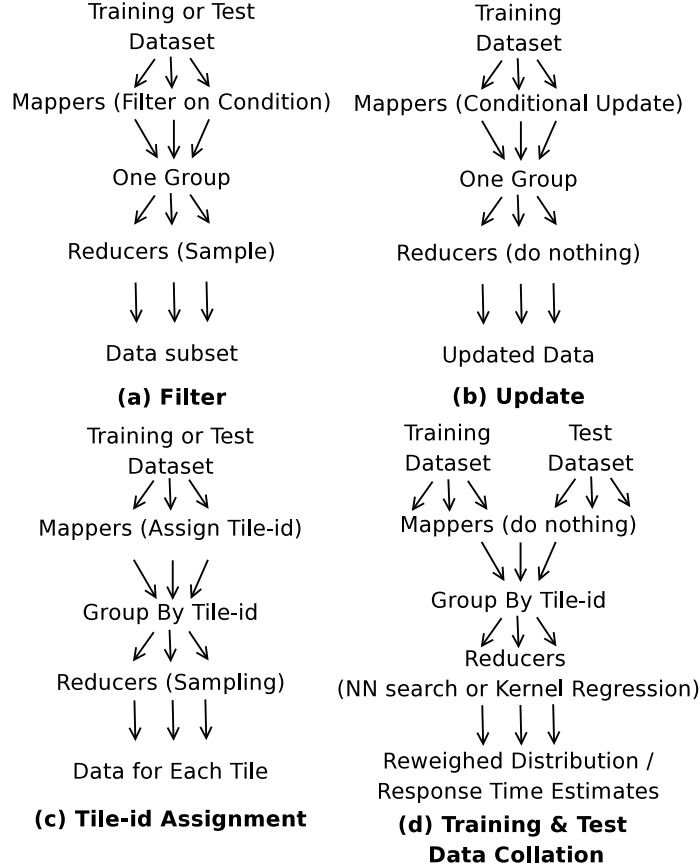 Training or Test
Dataset
Mappers (Filter on Condition)
One Group
Reducers (Sample)
Data subset
(a) Filter
Training
Dataset
Mappers (Conditional Update)
One Group
Reducers (do nothing)
Updated Data
(b) Update
Training or Test
Dataset
Mappers (Assign Tile-id)
Group By Tile-id
Reducers (Sampling)
Data for Each Tile
(c) Tile-id Assignment
Training
Dataset
Test
Dataset
Mappers (do nothing)
Group By Tile-id
Reducers
(NN search or Kernel Regression)
Reweighed Distribution /
Response Time Estimates
(d) Training & Test
Data Collation